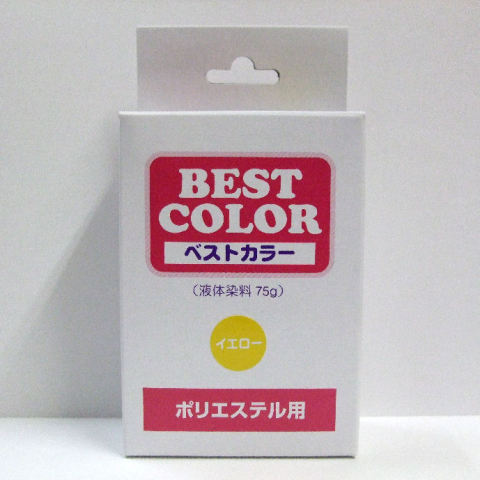 BEST
COLOR
ベストカラー
（液体染料 75g）
イエロー
ポリエステル用